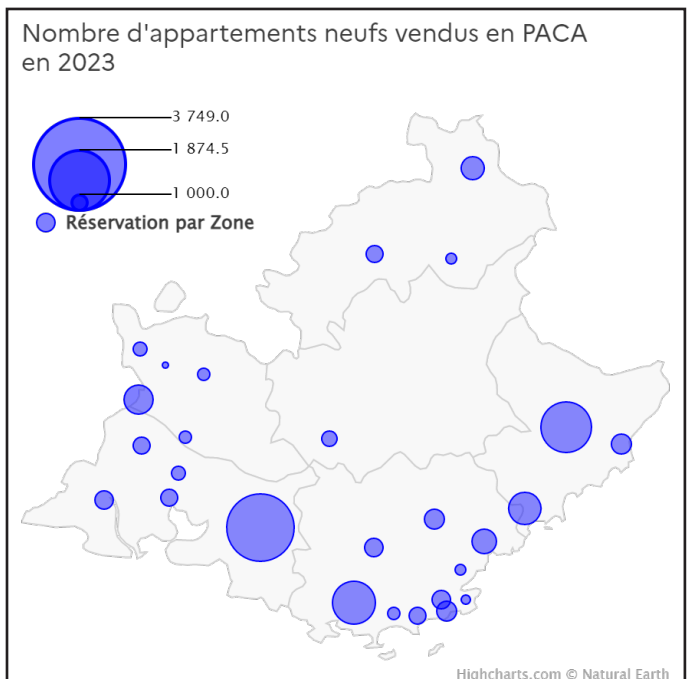 Nombre d'appartements neufs vendus en PACA
en 2023
3 749.0
1 874.5
1 000.0
Réservation par Zone
Highcharts.com © Natural Earth